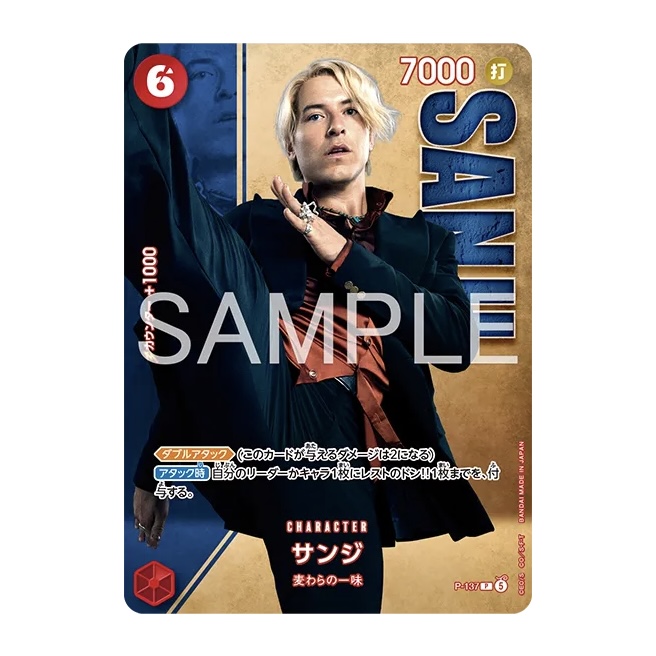 6
7000 打
SANJI
カウンター+1000
SAMPLE
ダブルアタック (このカードが与えるダメージは2になる)
アタック時 自分のリーダーかキャラ1枚にレストのドン!!1枚までを、付
与する。
CHARACTER
サンジ
麦わらの一味
P-137 P 5
BANDAI MADE IN JAPAN